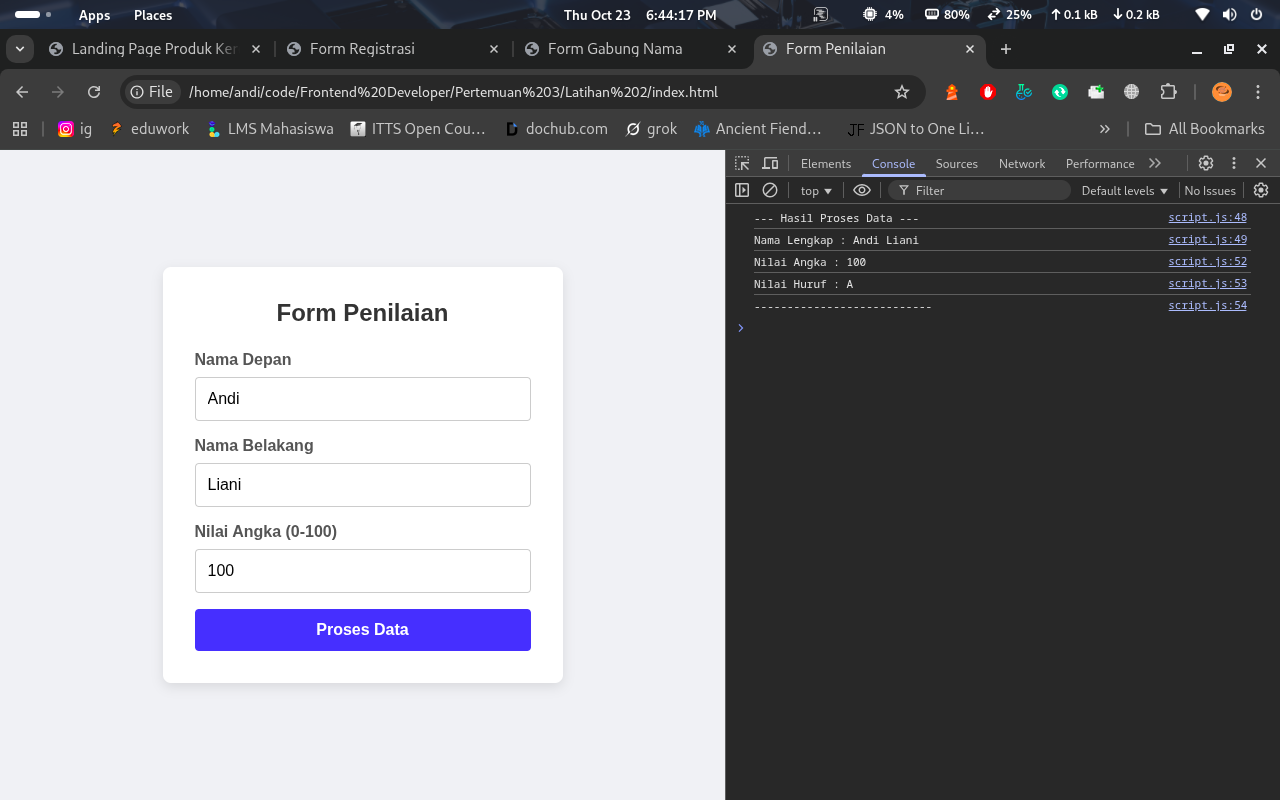 Apps Places Thu Oct 23 6:44:17 PM 4% 80% 25% 0.1 kB 0.2 kB
Landing Page Produk Ker Form Registrasi Form Gabung Nama Form Penilaian
File /home/andi/code/Frontend%20Developer/Pertemuan%203/Latihan%202/index.html
ig eduwork LMS Mahasiswa ITTS Open Cou… dochub.com grok Ancient Fiend… JSON to One Li… All Bookmarks
Elements Console Sources Network Performance
top Filter Default levels No Issues
--- Hasil Proses Data --- script.js:48
Nama Lengkap : Andi Liani script.js:49
Nilai Angka : 100 script.js:52
Nilai Huruf : A script.js:53
--------------------------- script.js:54
Form Penilaian
Nama Depan
Andi
Nama Belakang
Liani
Nilai Angka (0-100)
100
Proses Data